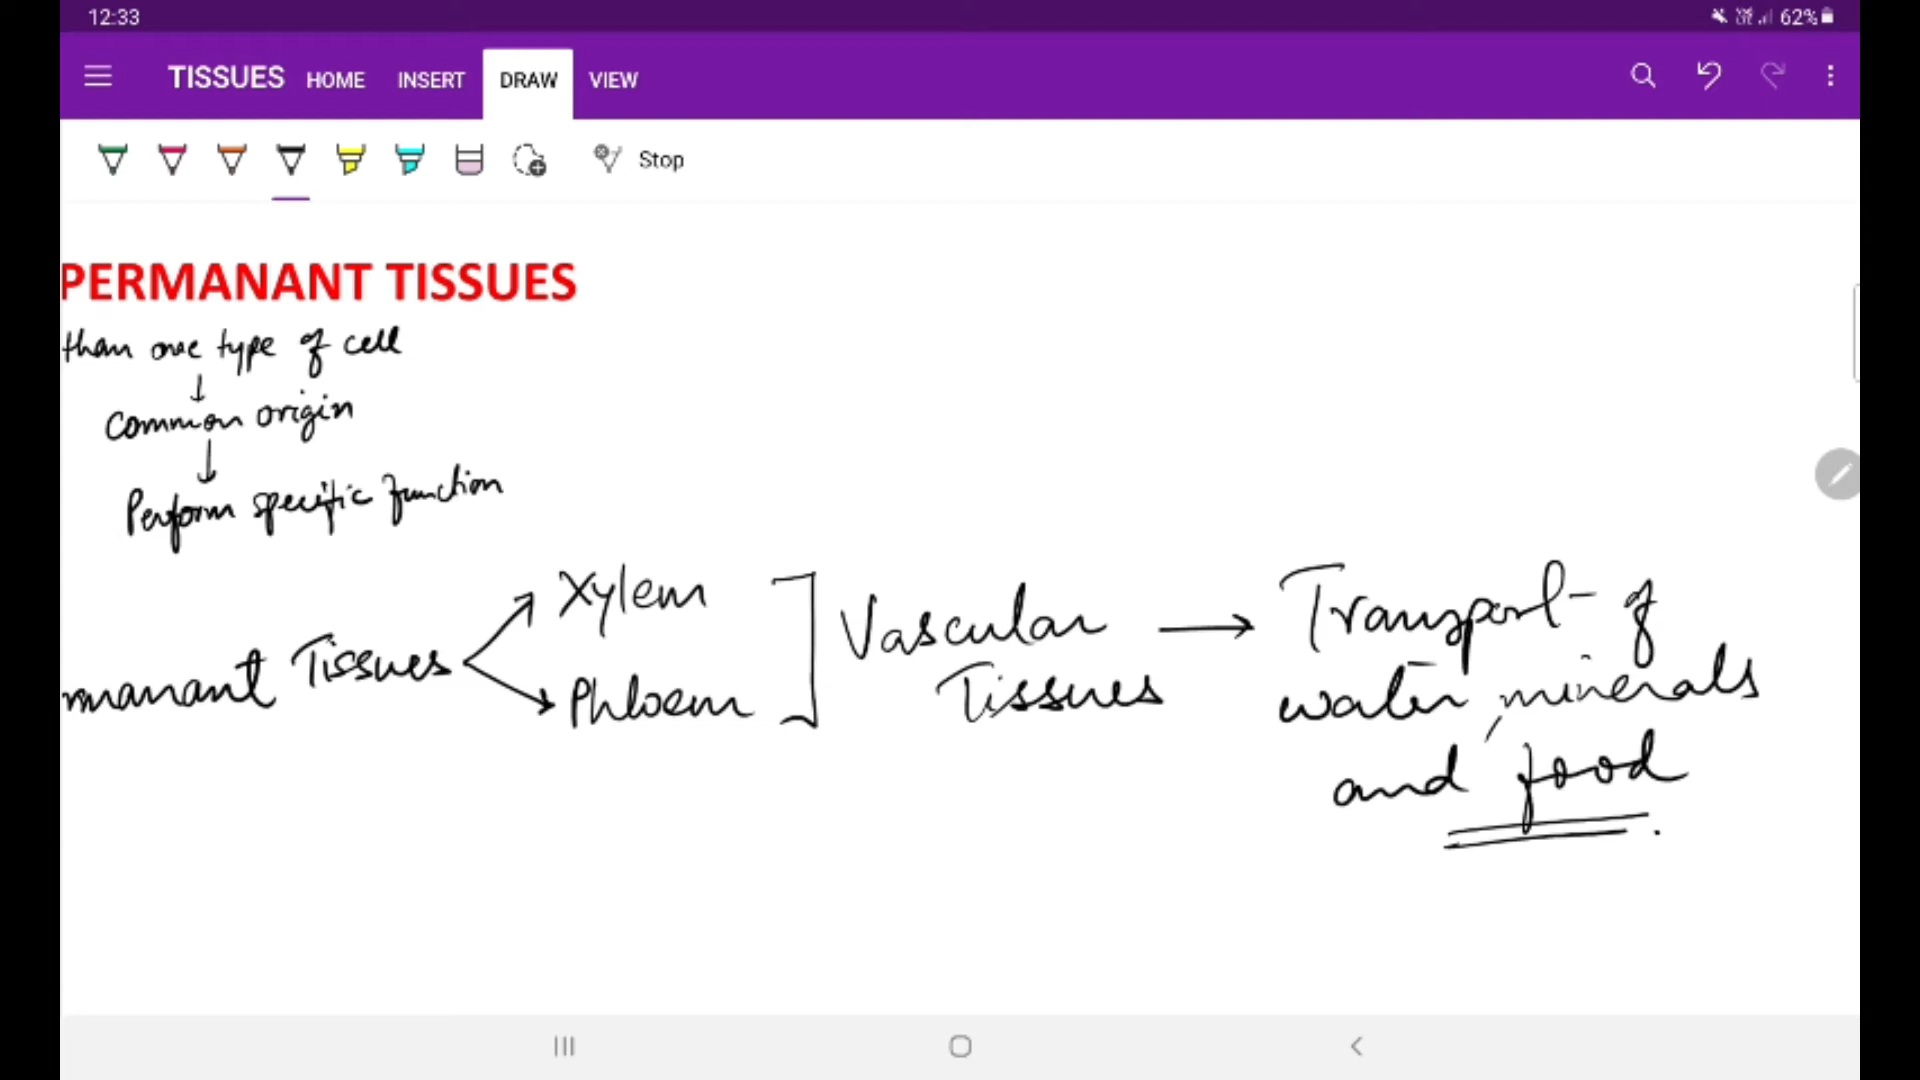 12:33
62%
TISSUES HOME INSERT DRAW VIEW
Stop
PERMANANT TISSUES
than one type of cell
Common origin
Perform specific function
manant Tissues
Xylem
Phloem
Vascular
Tissues
Transport of
water, minerals
and food.